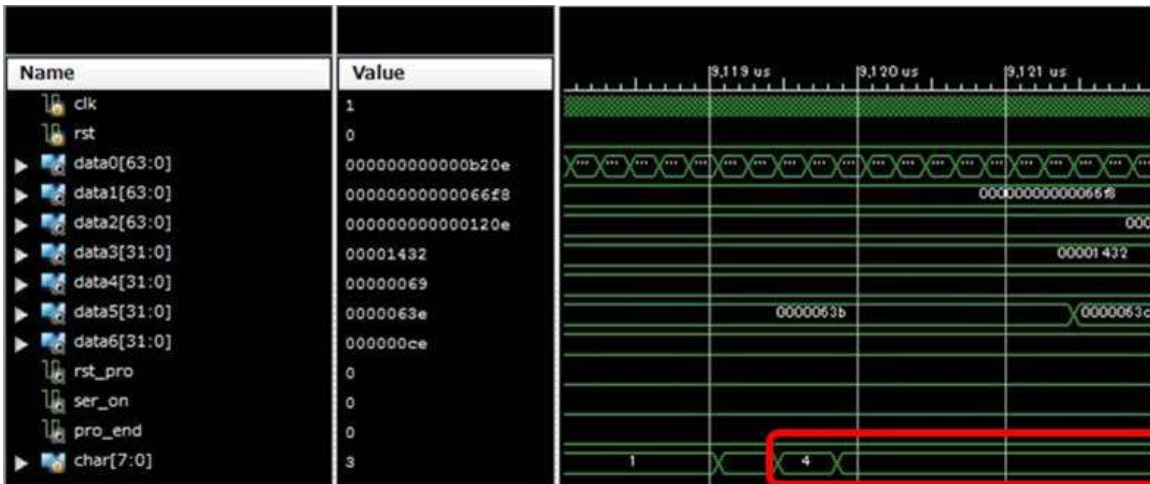 Name Value 9,119 us 9,120 us 9,121 us
clk 1
rst 0
data0[63:0] 000000000000b20e ... ... ... ... ... ... ... ... ... ... ... ... ... ... ... ... ... ... ...
data1[63:0] 00000000000066f8 00000000000066f8
data2[63:0] 000000000000120e 000
data3[31:0] 00001432 00001432
data4[31:0] 00000069
data5[31:0] 0000063e 0000063b 0000063c
data6[31:0] 000000ce
rst_pro 0
ser_on 0
pro_end 0
char[7:0] 3 1 4